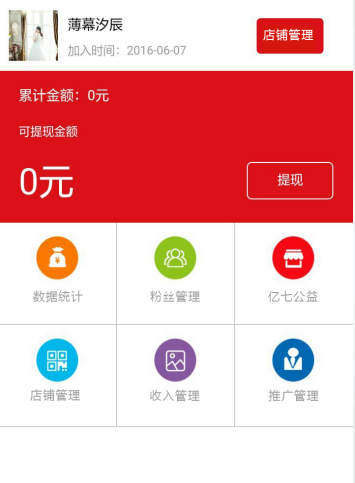 薄幕汐辰
加入时间：2016-06-07
店铺管理
累计金额：0元
可提现金额
0元
提现
数据统计
粉丝管理
亿七公益
店铺管理
收入管理
推广管理